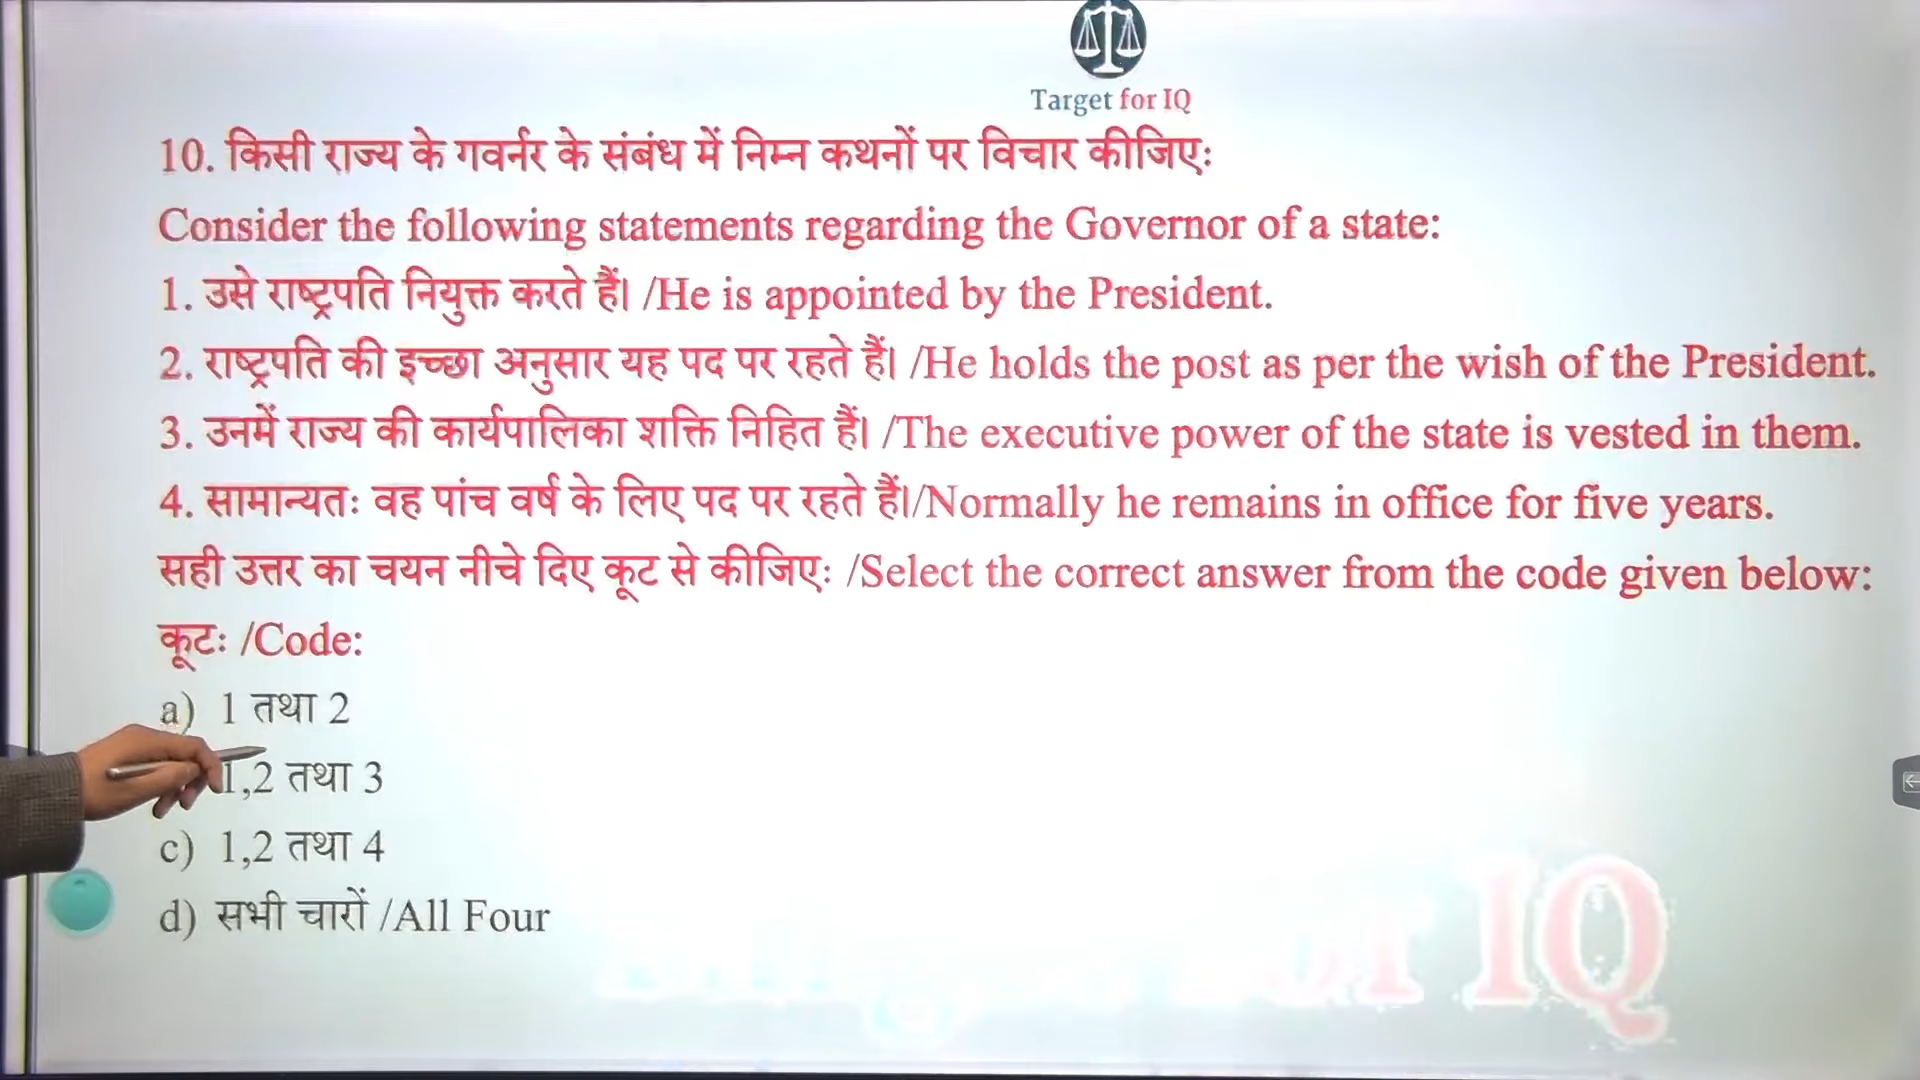 Target for IQ
10. किसी राज्य के गवर्नर के संबंध में निम्न कथनों पर विचार कीजिए:
Consider the following statements regarding the Governor of a state:
1. उसे राष्ट्रपति नियुक्त करते हैं। /He is appointed by the President.
2. राष्ट्रपति की इच्छा अनुसार यह पद पर रहते हैं। /He holds the post as per the wish of the President.
3. उनमें राज्य की कार्यपालिका शक्ति निहित हैं। /The executive power of the state is vested in them.
4. सामान्यतः वह पांच वर्ष के लिए पद पर रहते हैं।/Normally he remains in office for five years.
सही उत्तर का चयन नीचे दिए कूट से कीजिए: /Select the correct answer from the code given below:
कूट: /Code:
a) 1 तथा 2
1,2 तथा 3
c) 1,2 तथा 4
d) सभी चारों /All Four
IQ